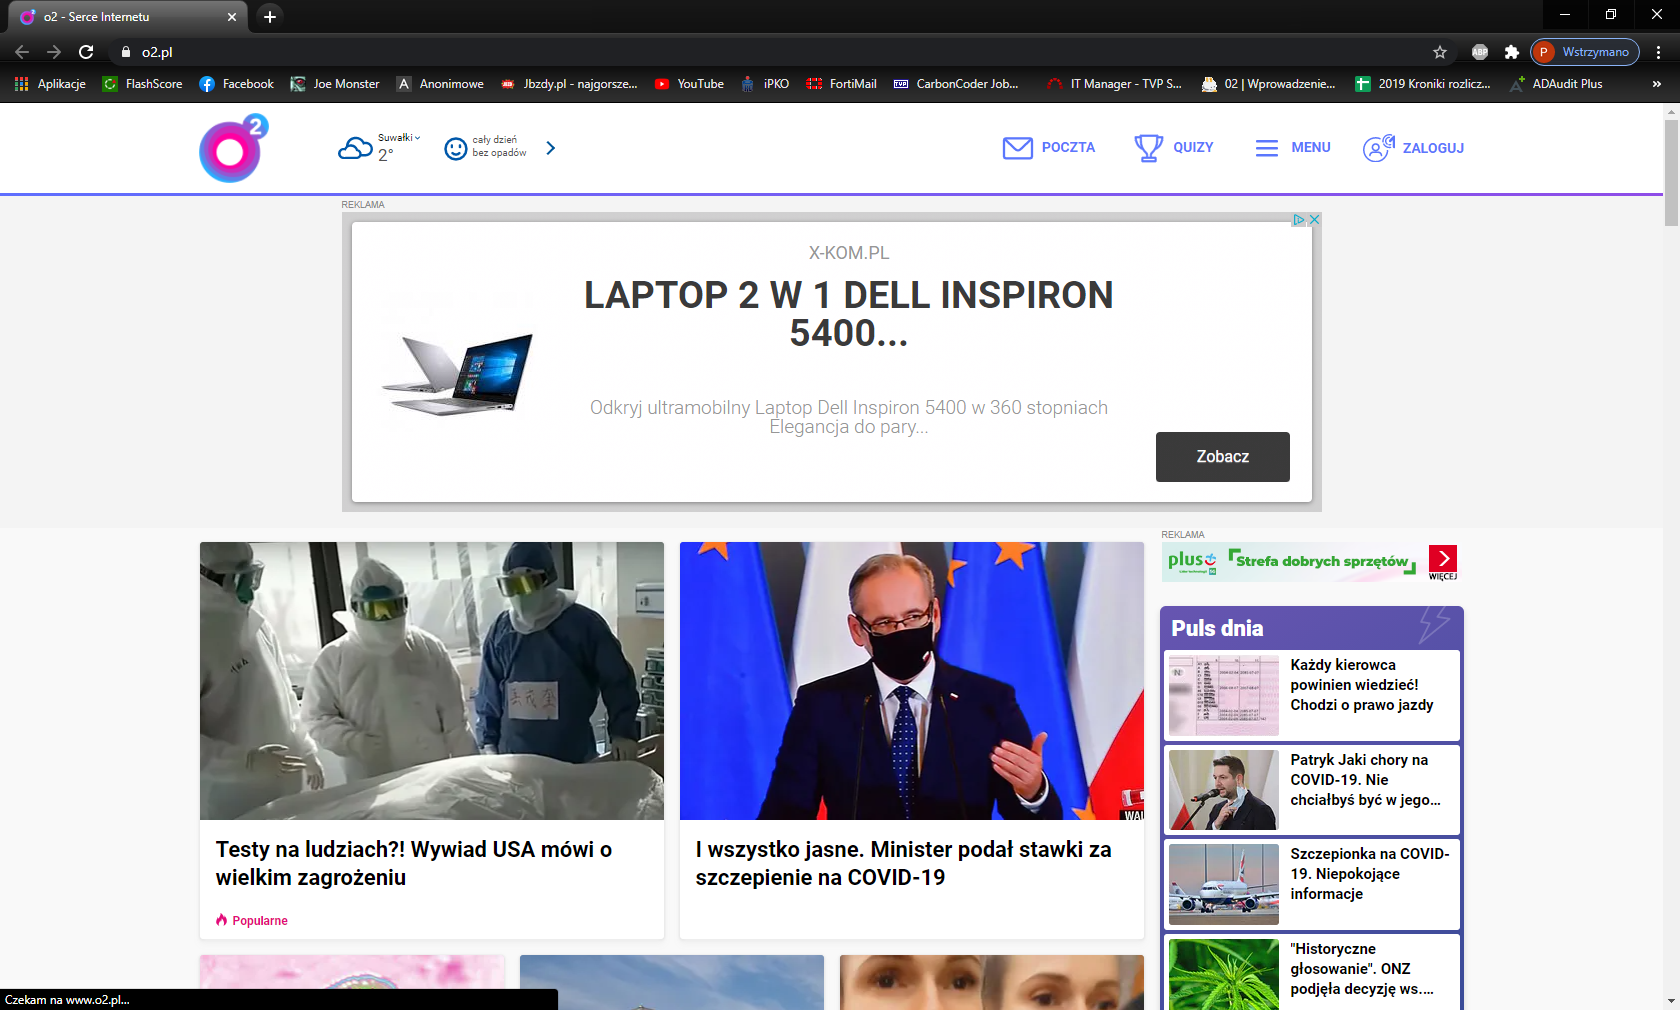 o2 - Serce Internetu
o2.pl
ABP
P
Wstrzymano
Aplikacje
FlashScore
Facebook
Joe Monster
A
Anonimowe
Jbzdy.pl - najgorsze...
YouTube
iPKO
FortiMail
CarbonCoder Job...
IT Manager - TVP S...
02 | Wprowadzenie...
2019 Kroniki rozlicz...
ADAudit Plus
»
2
Suwałki
2°
cały dzień
bez opadów
POCZTA
QUIZY
MENU
ZALOGUJ
REKLAMA
X-KOM.PL
LAPTOP 2 W 1 DELL INSPIRON
5400...
Odkryj ultramobilny Laptop Dell Inspiron 5400 w 360 stopniach
Elegancja do pary...
Zobacz
Testy na ludziach?! Wywiad USA mówi o
wielkim zagrożeniu
Popularne
I wszystko jasne. Minister podał stawki za
szczepienie na COVID-19
REKLAMA
plus
Strefa dobrych sprzętów
WIĘCEJ
Puls dnia
Każdy kierowca
powinien wiedzieć!
Chodzi o prawo jazdy
Patryk Jaki chory na
COVID-19. Nie
chciałbyś być w jego...
Szczepionka na COVID-
19. Niepokojące
informacje
"Historyczne
głosowanie". ONZ
podjęła decyzję ws....
Czekam na www.o2.pl...